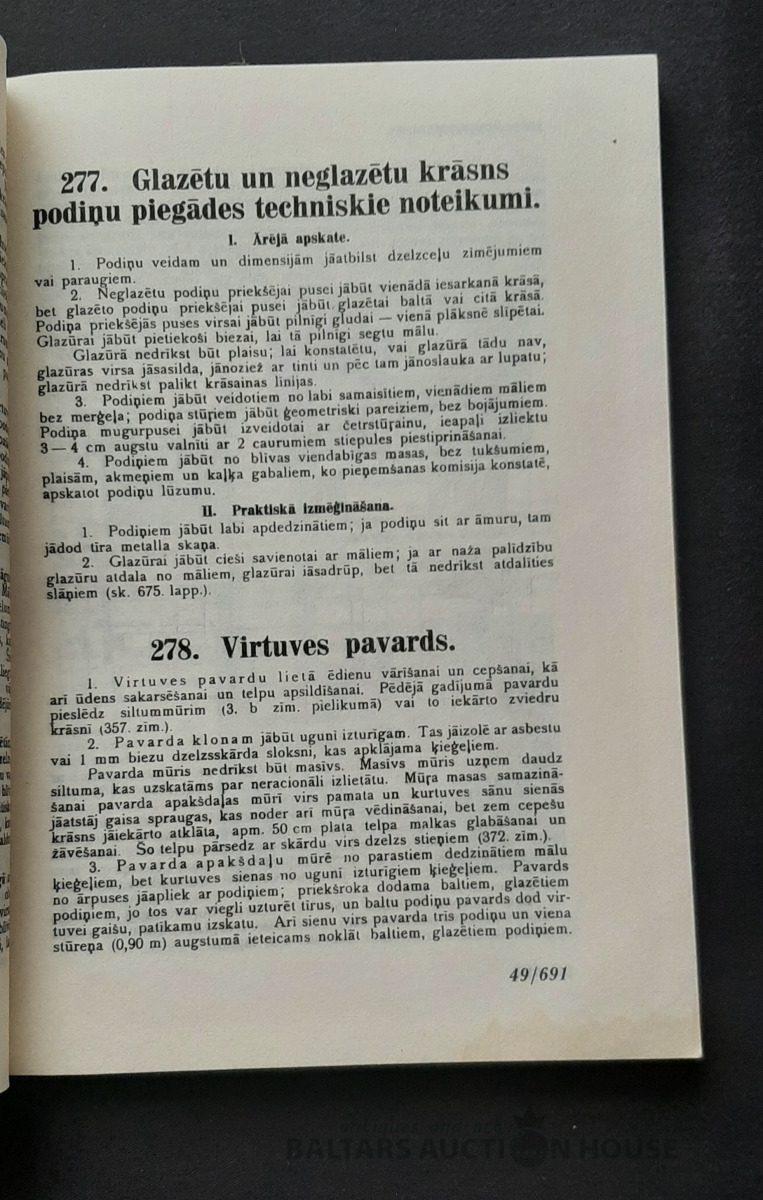 277. Glazētu un neglazētu krāsns
podiņu piegādes techniskie noteikumi.
I. Ārējā apskate.
1. Podiņu veidam un dimensijām jāatbilst dzelzceļu zīmējumiem
vai paraugiem.
2. Neglazētu podiņu priekšējai pusei jābūt vienādā iesarkanā krāsā,
bet glazēto podiņu priekšējai pusei jābūt glazētai baltā vai citā krāsā.
Podiņa priekšējās puses virsai jābūt pilnīgi gludai — vienā plāksnē slīpētai.
Glazūrai jābūt pietiekoši biezai, lai tā pilnīgi segtu mālu.
Glazūrā nedrīkst būt plaisu; lai konstatētu, vai glazūrā tādu nav,
glazūras virsa jāsasilda, jānoziež ar tinti un pēc tam jānoslauka ar lupatu;
glazūrā nedrīkst palikt krāsainas līnijas.
3. Podiņiem jābūt veidotiem no labi samaisītiem, vienādiem māliem
bez merģeļa; podiņa stūŗiem jābūt ģeometriski pareiziem, bez bojājumiem.
Podiņa mugurpusei jābūt izveidotai ar četrstūŗainu, ieapaļi izliektu
3—4 cm augstu valnīti ar 2 caurumiem stiepules piestiprināšanai.
4. Podiņiem jābūt no blīvas viendabīgas masas, bez tukšumiem,
plaisām, akmeņiem un kaļķa gabaliem, ko pieņemšanas komisija konstatē,
apskatot podiņu lūzumu.
II. Praktiskā izmēģināšana.
1. Podiņiem jābūt labi apdedzinātiem; ja podiņu sit ar āmuru, tam
jādod tīra metalla skaņa.
2. Glazūrai jābūt cieši savienotai ar māliem; ja ar naža palīdzību
glazūru atdala no māliem, glazūrai jāsadrūp, bet tā nedrīkst atdalīties
slāņiem (sk. 675. lapp.).
278. Virtuves pavards.
1. Virtuves pavardu lietā ēdienu vārīšanai un cepšanai, kā
arī ūdens sakarsēšanai un telpu apsildīšanai. Pēdējā gadījumā pavardu
pieslēdz siltummūrim (3. b zīm. pielikumā) vai to iekārto zviedru
krāsnī (357. zīm.).
2. Pavarda klonam jābūt uguni izturīgam. Tas jāizolē ar asbestu
vai 1 mm biezu dzelzsskārda sloksni, kas apklājama ķieģeļiem.
Pavarda mūris nedrīkst būt masīvs. Masīvs mūris uzņem daudz
siltuma, kas uzskatāms par neracionāli izlietātu. Mūŗa masas samazinā-
šanai pavarda apakšdaļas mūrī virs pamata un kurtuves sānu sienās
jāatstāj gaisa spraugas, kas noder arī mūŗa vēdināšanai, bet zem cepešu
krāsns jāiekārto atklāta, apm. 50 cm plata telpa malkas glabāšanai un
žāvēšanai. Šo telpu pārsedz ar skārdu virs dzelzs stieņiem (372. zīm.).
3. Pavarda apakšdaļu mūrē no parastiem dedzinātiem mālu
ķieģeļiem, bet kurtuves sienas no uguni izturīgiem ķieģeļiem. Pavards
no ārpuses jāapliek ar podiņiem; priekšroka dodama baltiem, glazētiem
podiņiem, jo tos var viegli uzturēt tīrus, un baltu podiņu pavards dod vir-
tuvei gaišu, patīkamu izskatu. Arī sienu virs pavarda trīs podiņu un viena
stūreņa (0,90 m) augstumā ieteicams noklāt baltiem, glazētiem podiņiem.
49/691
BALTARS AUCTION HOUSE